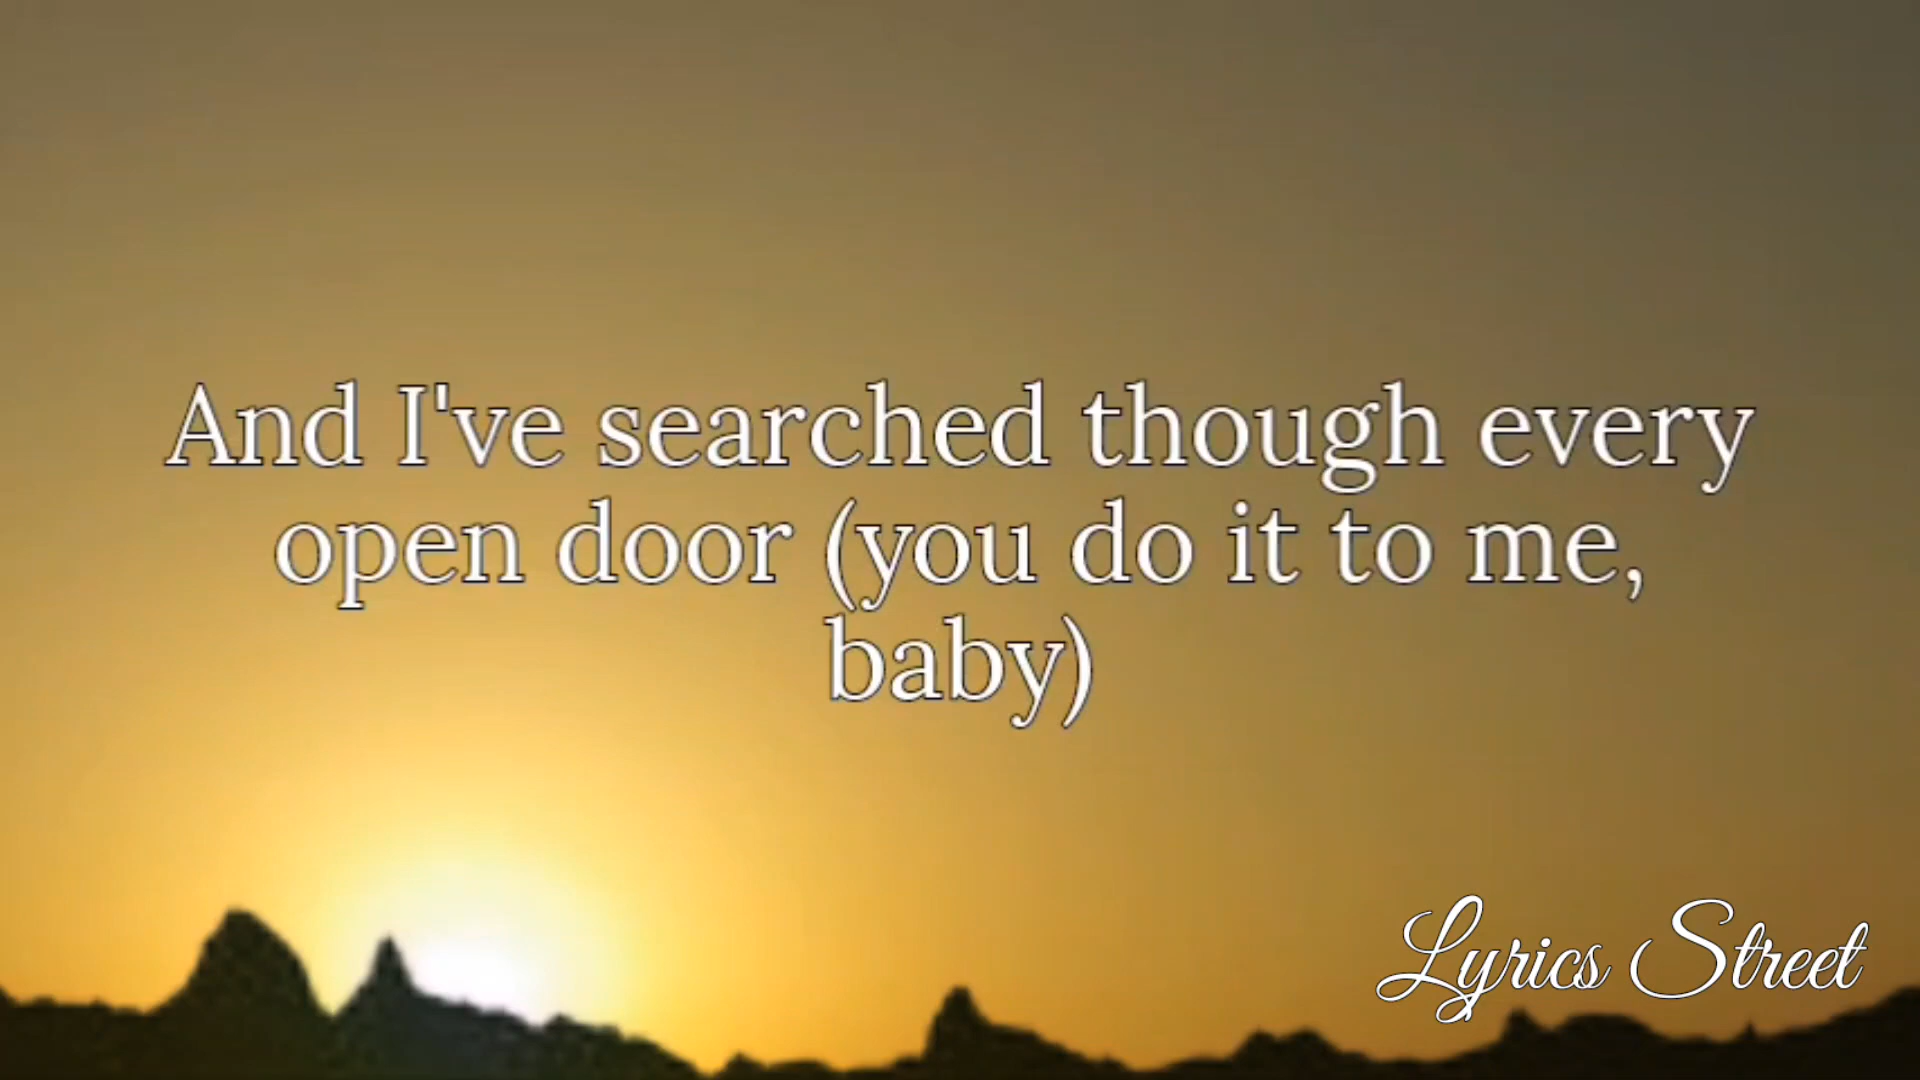 And I've searched though every
open door (you do it to me,
baby)
Lyrics Street